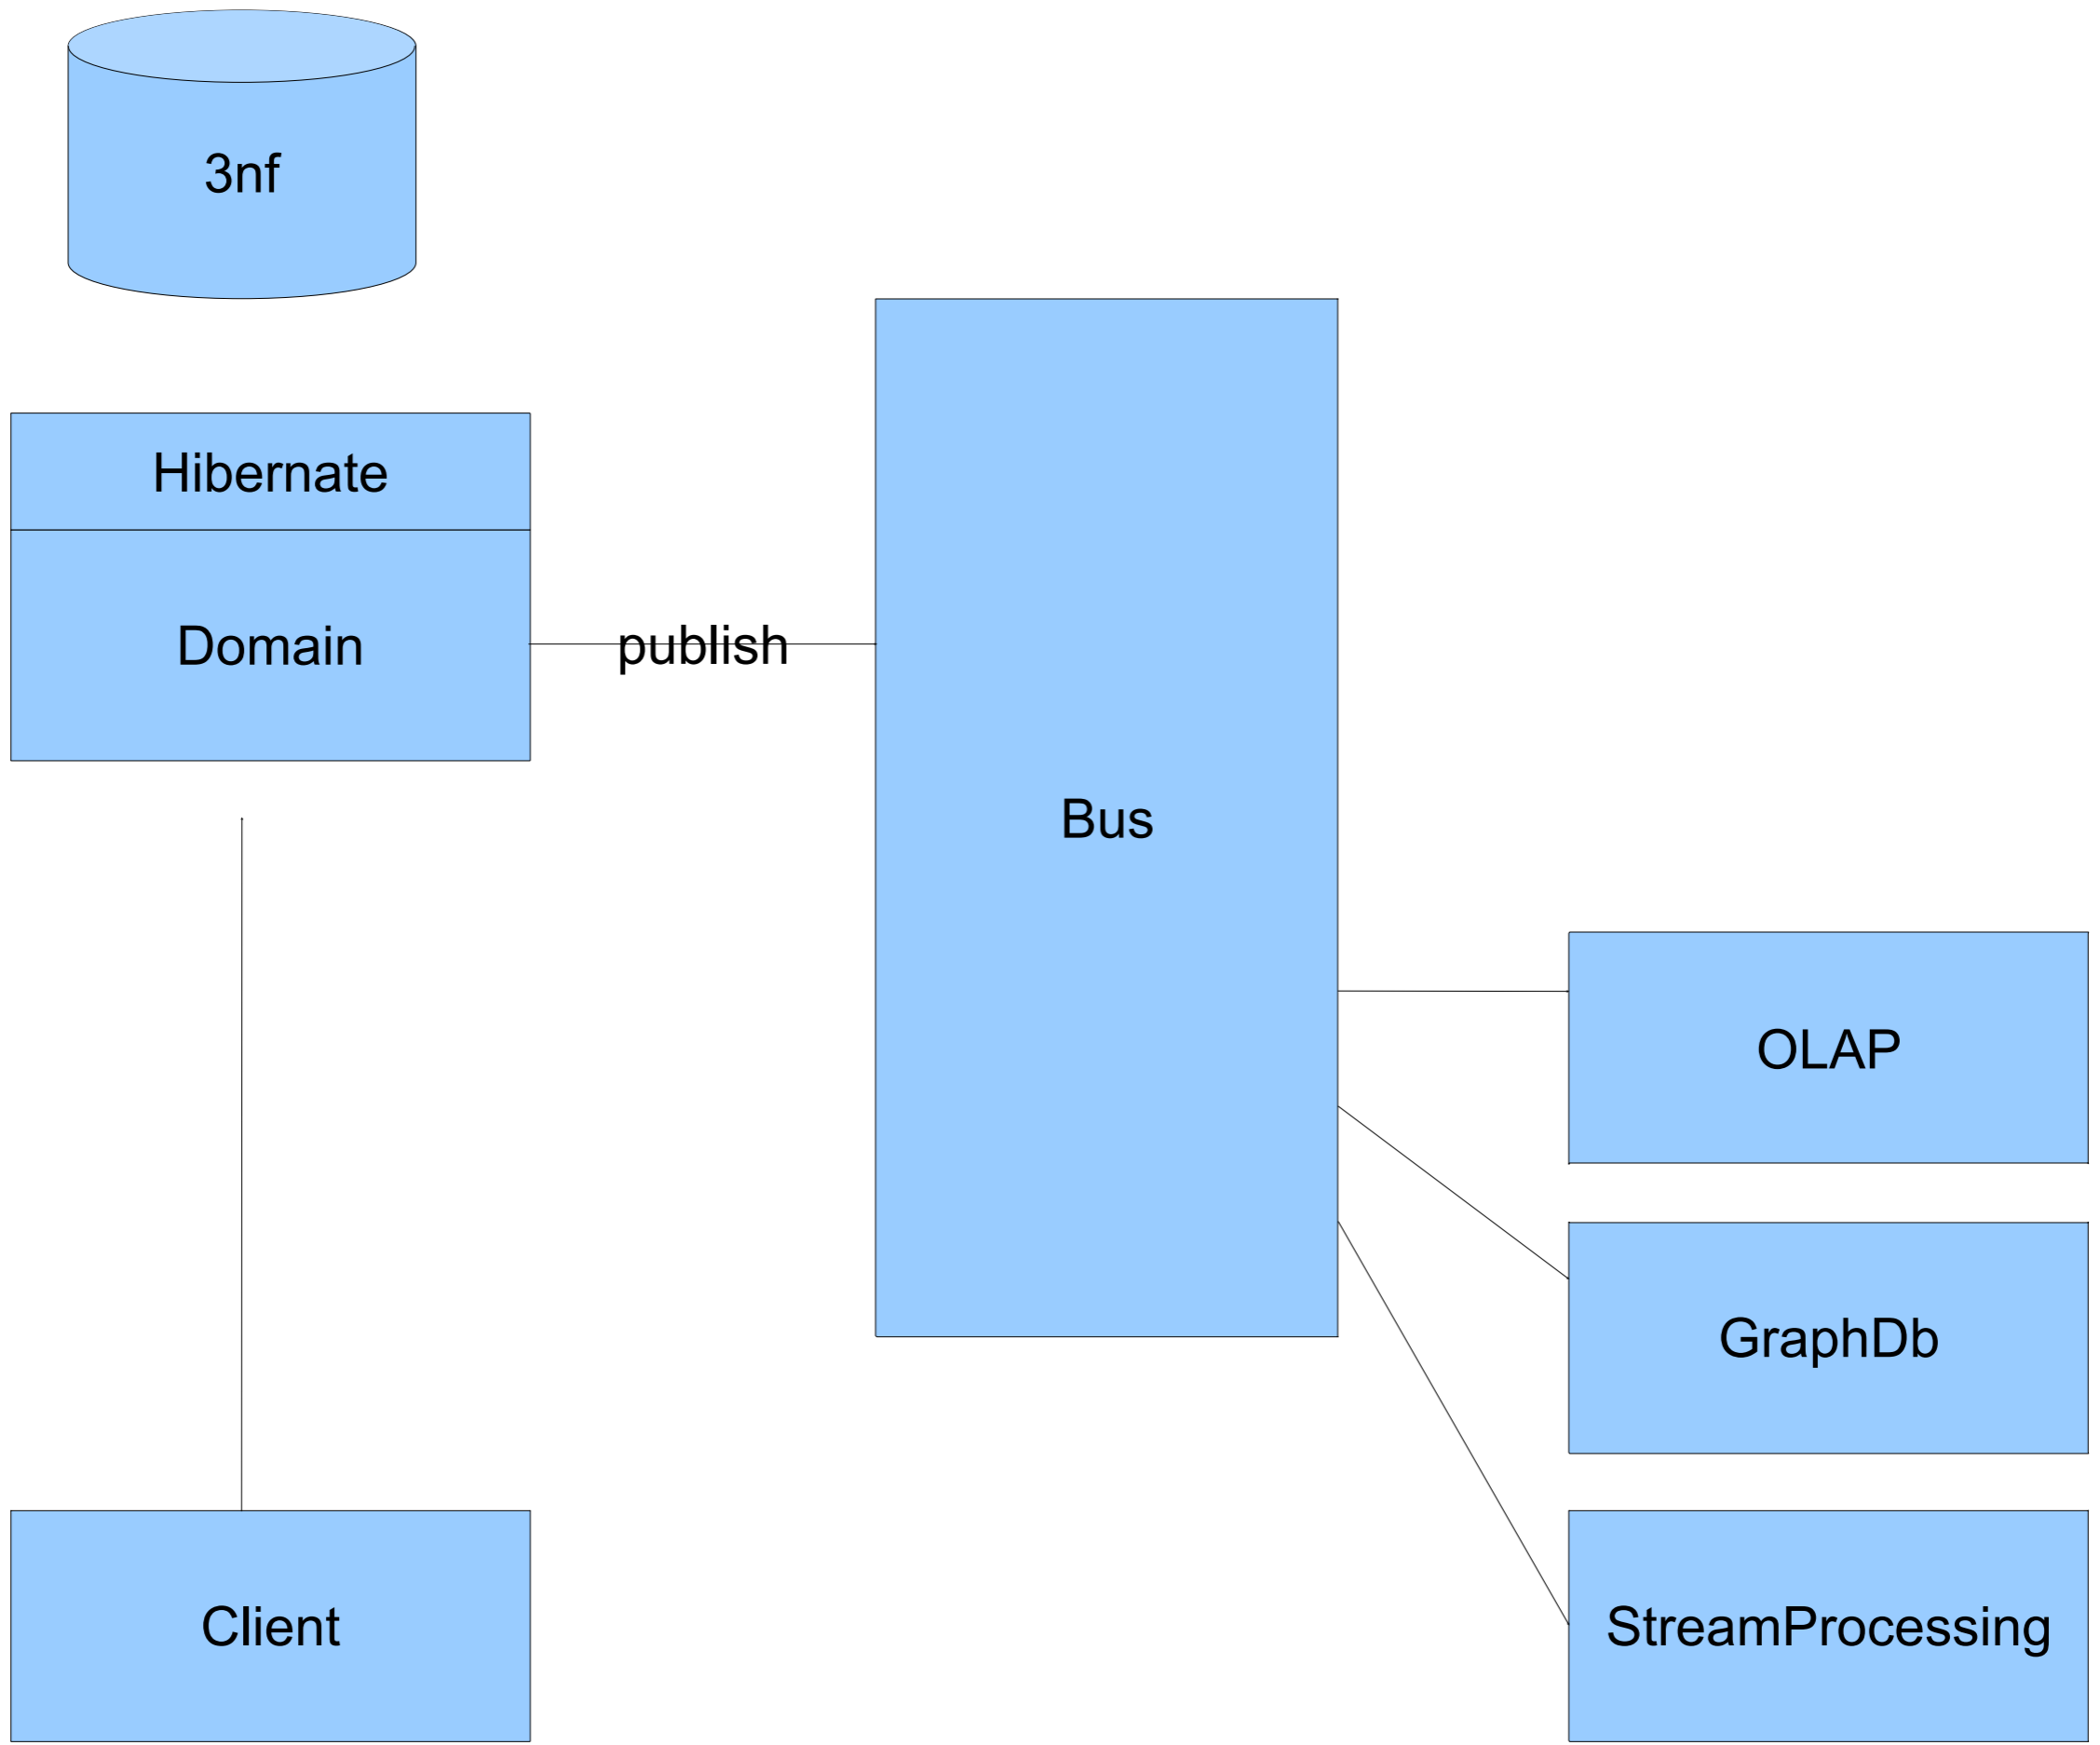 3nf
Hibernate
Domain
publish
Bus
OLAP
GraphDb
Client
StreamProcessing